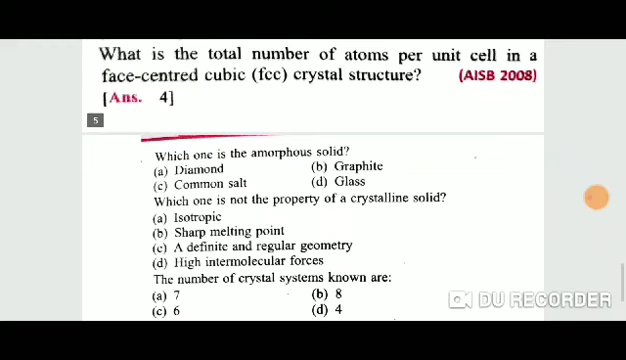 What is the total number of atoms per unit cell in a
face-centred cubic (fcc) crystal structure? (AISB 2008)
[Ans. 4]
5
Which one is the amorphous solid?
(a) Diamond (b) Graphite
(c) Common salt (d) Glass
Which one is not the property of a crystalline solid?
(a) Isotropic
(b) Sharp melting point
(c) A definite and regular geometry
(d) High intermolecular forces
The number of crystal systems known are:
(a) 7 (b) 8
(c) 6 (d) 4
DU RECORDER